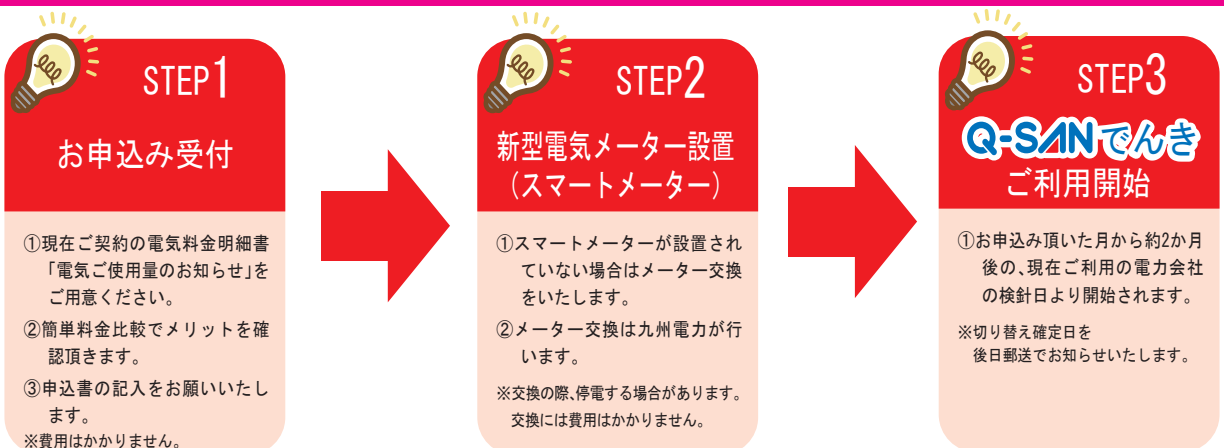 STEP1
お申込み受付
①現在ご契約の電気料金明細書
「電気ご使用量のお知らせ」を
ご用意ください。
②簡単料金比較でメリットを確
認頂きます。
③申込書の記入をお願いいたし
ます。
※費用はかかりません。
STEP2
新型電気メーター設置
(スマートメーター)
①スマートメーターが設置され
ていない場合はメーター交換
をいたします。
②メーター交換は九州電力が行
います。
※交換の際、停電する場合があります。
交換には費用はかかりません。
STEP3
Q-SANでんき
ご利用開始
①お申込み頂いた月から約2か月
後の、現在ご利用の電力会社
の検針日より開始されます。
※切り替え確定日を
後日郵送でお知らせいたします。